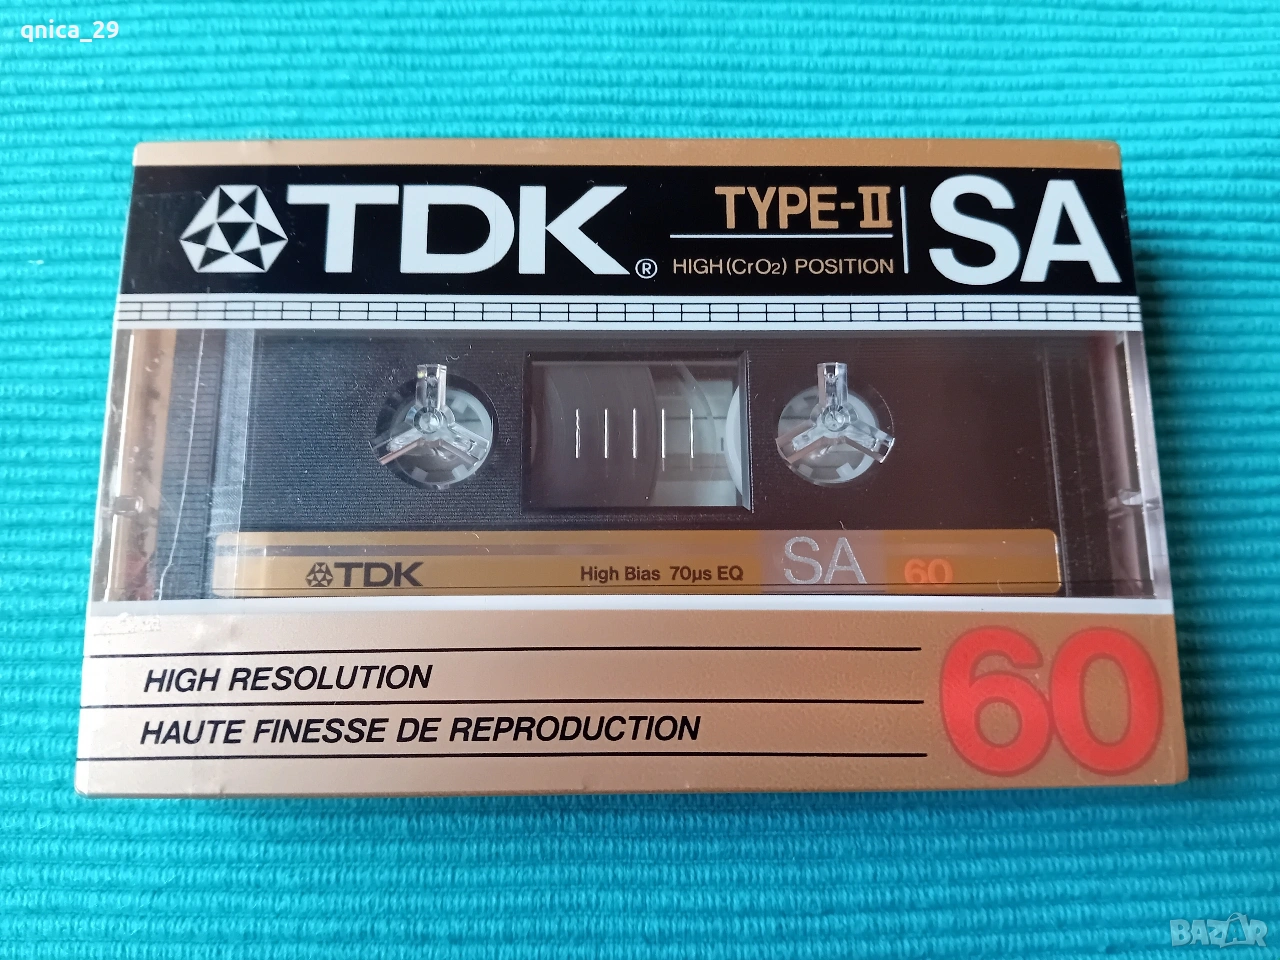 qnica_29
TDK® TYPE-II SA
HIGH (CrO2) POSITION
TDK High Bias 70µs EQ SA 60
HIGH RESOLUTION
HAUTE FINESSE DE REPRODUCTION
60
BAZAR